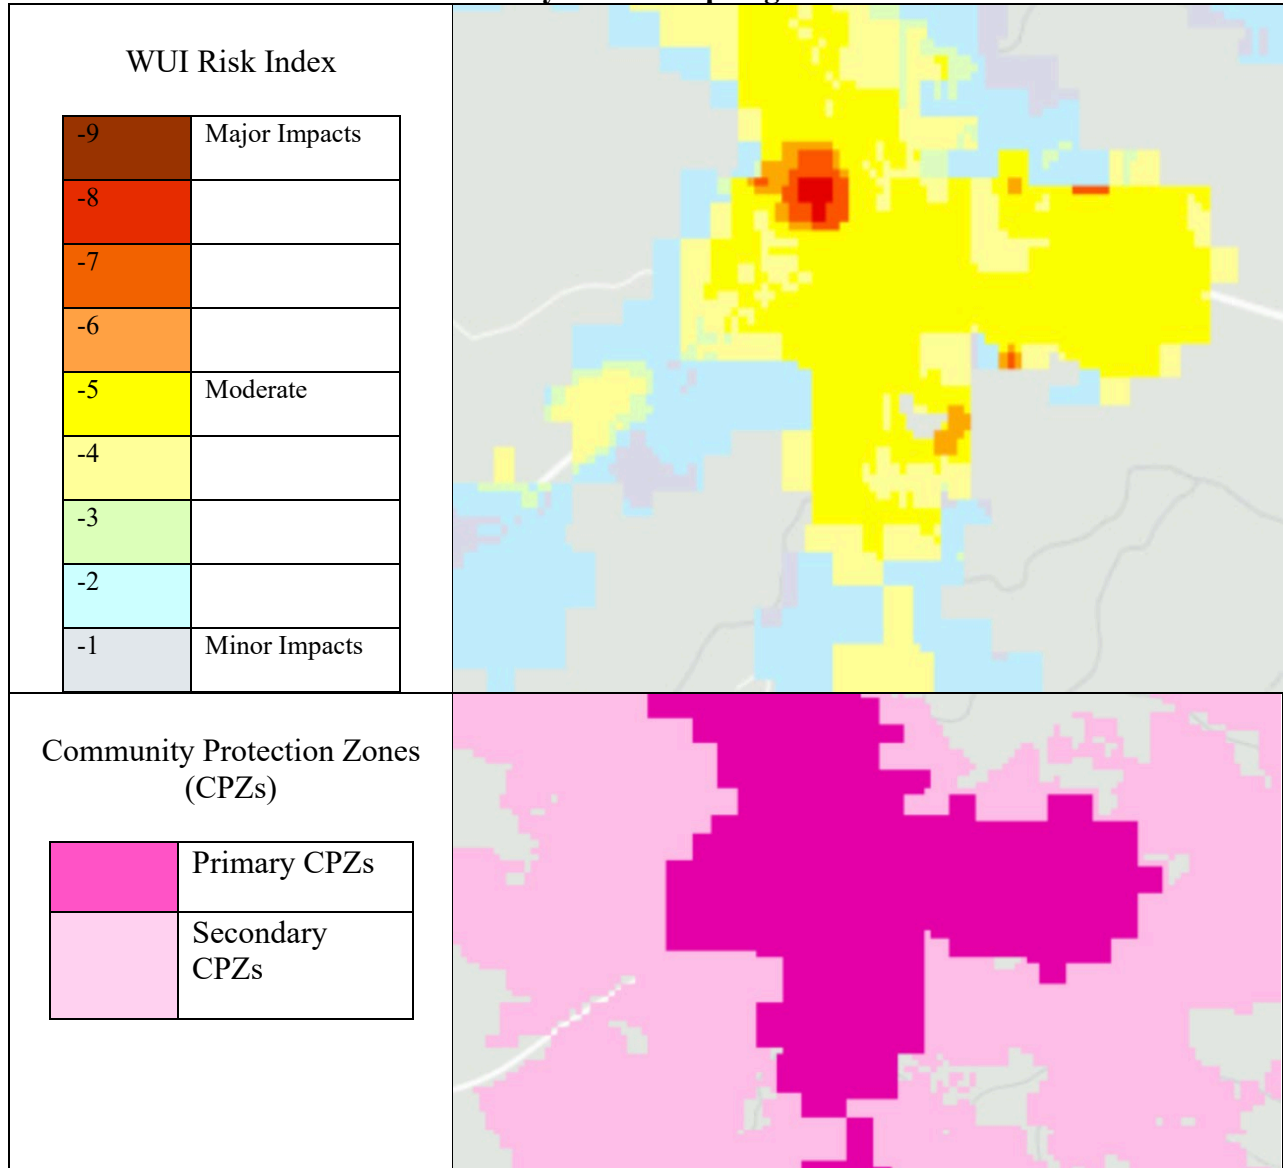 WUI Risk Index
-9 Major Impacts
-8
-7
-6
-5 Moderate
-4
-3
-2
-1 Minor Impacts
Community Protection Zones
(CPZs)
Primary CPZs
Secondary
CPZs